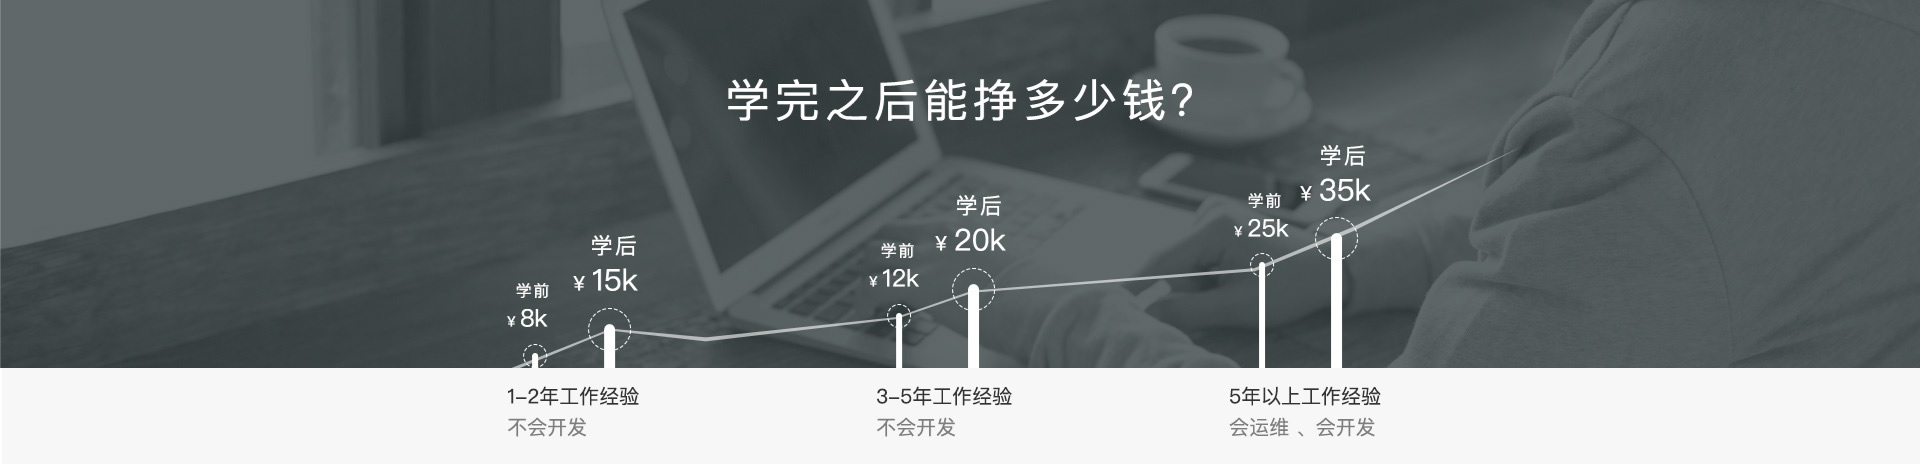 学完之后能挣多少钱?
学前
¥8k
学后
¥15k
学前
¥12k
学后
¥20k
学前
¥25k
学后
¥35k
1-2年工作经验
不会开发
3-5年工作经验
不会开发
5年以上工作经验
会运维、会开发